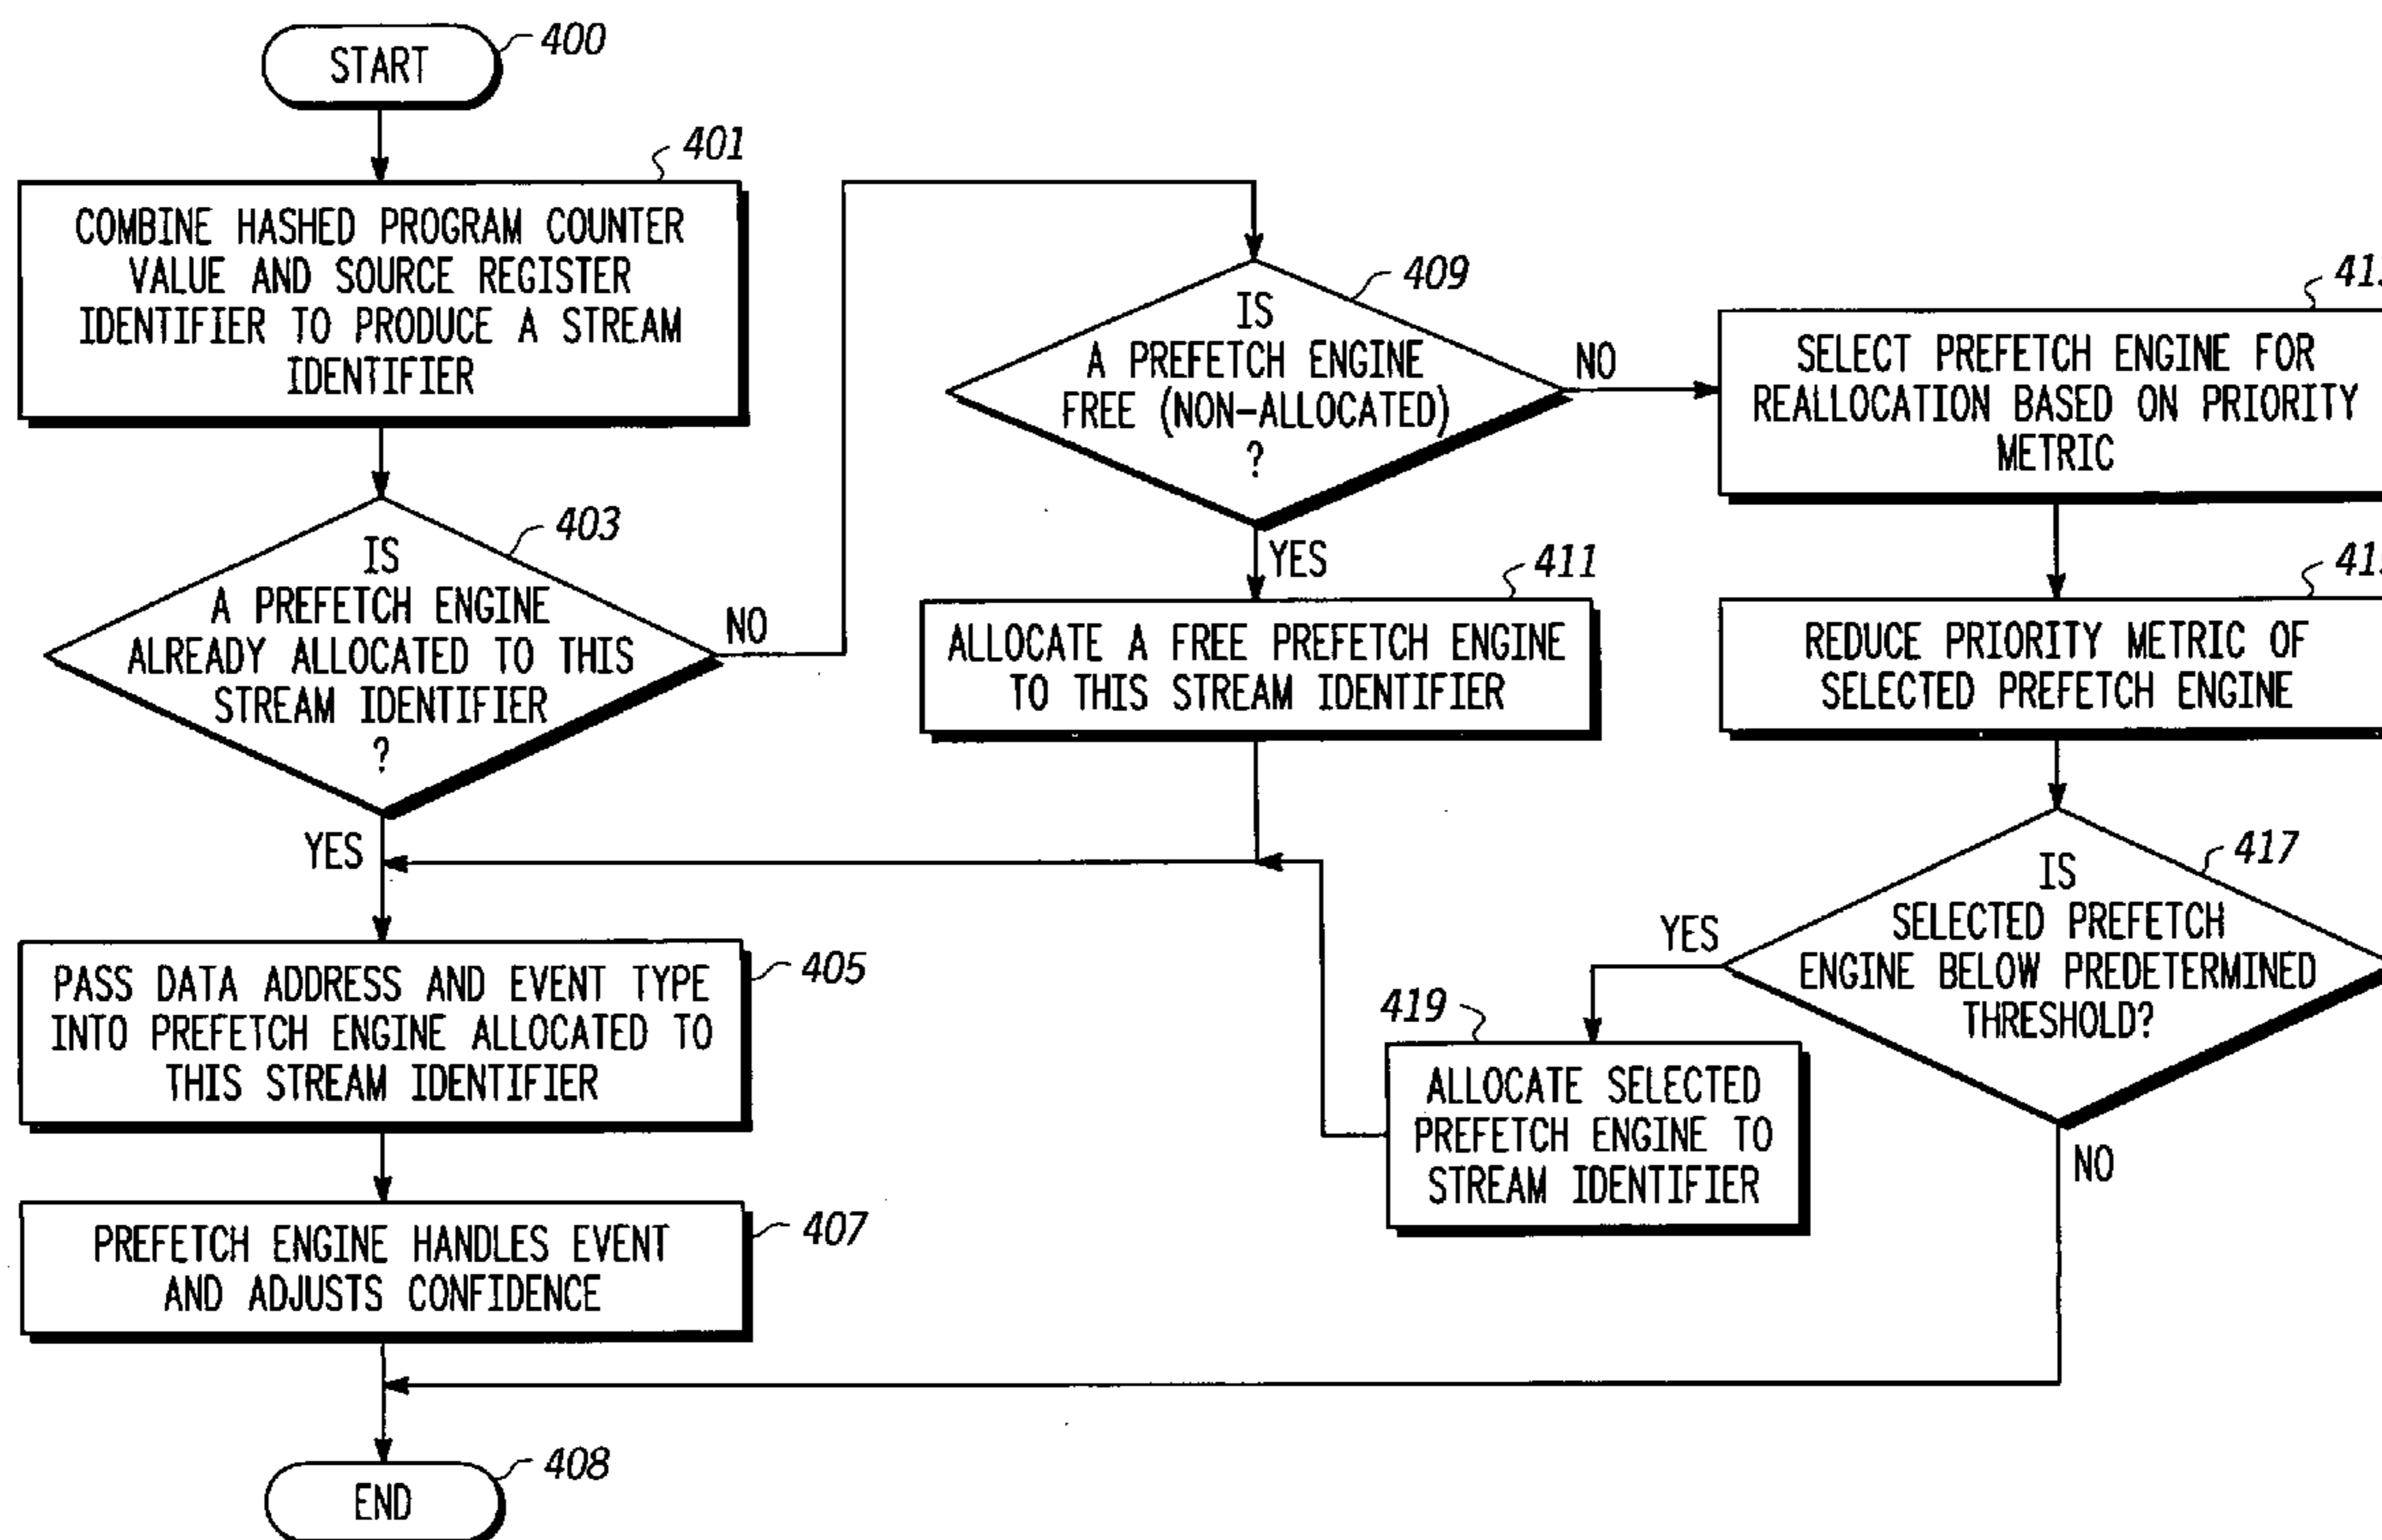 START
400
401
COMBINE HASHED PROGRAM COUNTER
VALUE AND SOURCE REGISTER
IDENTIFIER TO PRODUCE A STREAM
IDENTIFIER
403
IS
A PREFETCH ENGINE
ALREADY ALLOCATED TO THIS
STREAM IDENTIFIER
?
NO
YES
PASS DATA ADDRESS AND EVENT TYPE
INTO PREFETCH ENGINE ALLOCATED TO
THIS STREAM IDENTIFIER
405
PREFETCH ENGINE HANDLES EVENT
AND ADJUSTS CONFIDENCE
407
END
408
409
IS
A PREFETCH ENGINE
FREE (NON-ALLOCATED)
?
NO
YES
411
ALLOCATE A FREE PREFETCH ENGINE
TO THIS STREAM IDENTIFIER
SELECT PREFETCH ENGINE FOR
REALLOCATION BASED ON PRIORITY
METRIC
REDUCE PRIORITY METRIC OF
SELECTED PREFETCH ENGINE
417
IS
SELECTED PREFETCH
ENGINE BELOW PREDETERMINED
THRESHOLD?
YES
NO
419
ALLOCATE SELECTED
PREFETCH ENGINE TO
STREAM IDENTIFIER